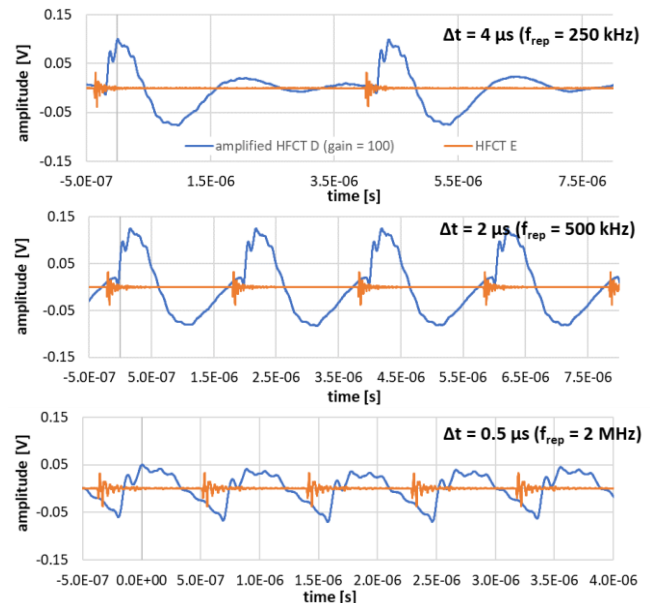 Δt = 4 µs (f_rep = 250 kHz)
0.15
0.05
-0.05
-0.15
amplitude [V]
amplified HFCT D (gain = 100) HFCT E
-5.0E-07 1.5E-06 3.5E-06 5.5E-06 7.5E-06
time [s]
Δt = 2 µs (f_rep = 500 kHz)
0.15
0.05
-0.05
-0.15
amplitude [V]
-5.0E-07 5.0E-07 1.5E-06 2.5E-06 3.5E-06 4.5E-06 5.5E-06 6.5E-06 7.5E-06
time [s]
Δt = 0.5 µs (f_rep = 2 MHz)
0.15
0.05
-0.05
-0.15
amplitude [V]
-5.0E-07 0.0E+00 5.0E-07 1.0E-06 1.5E-06 2.0E-06 2.5E-06 3.0E-06 3.5E-06 4.0E-06
time [s]